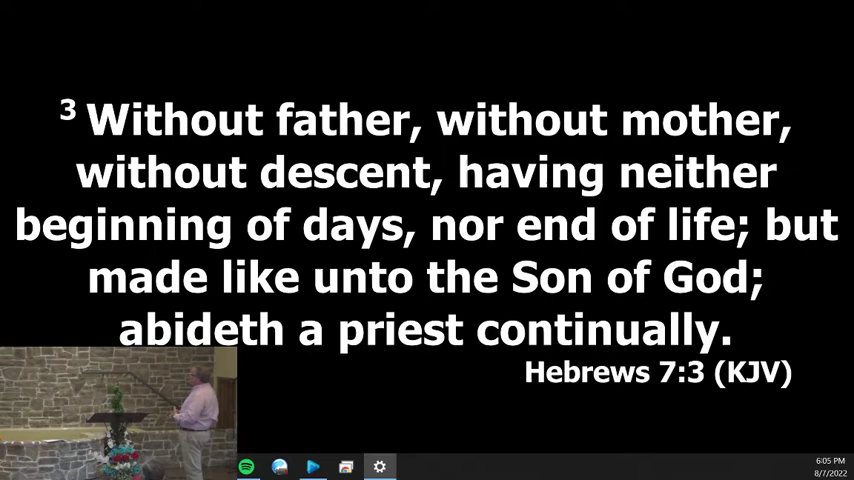 3 Without father, without mother,
without descent, having neither
beginning of days, nor end of life; but
made like unto the Son of God;
abideth a priest continually.
Hebrews 7:3 (KJV)
6:05 PM
8/7/2022